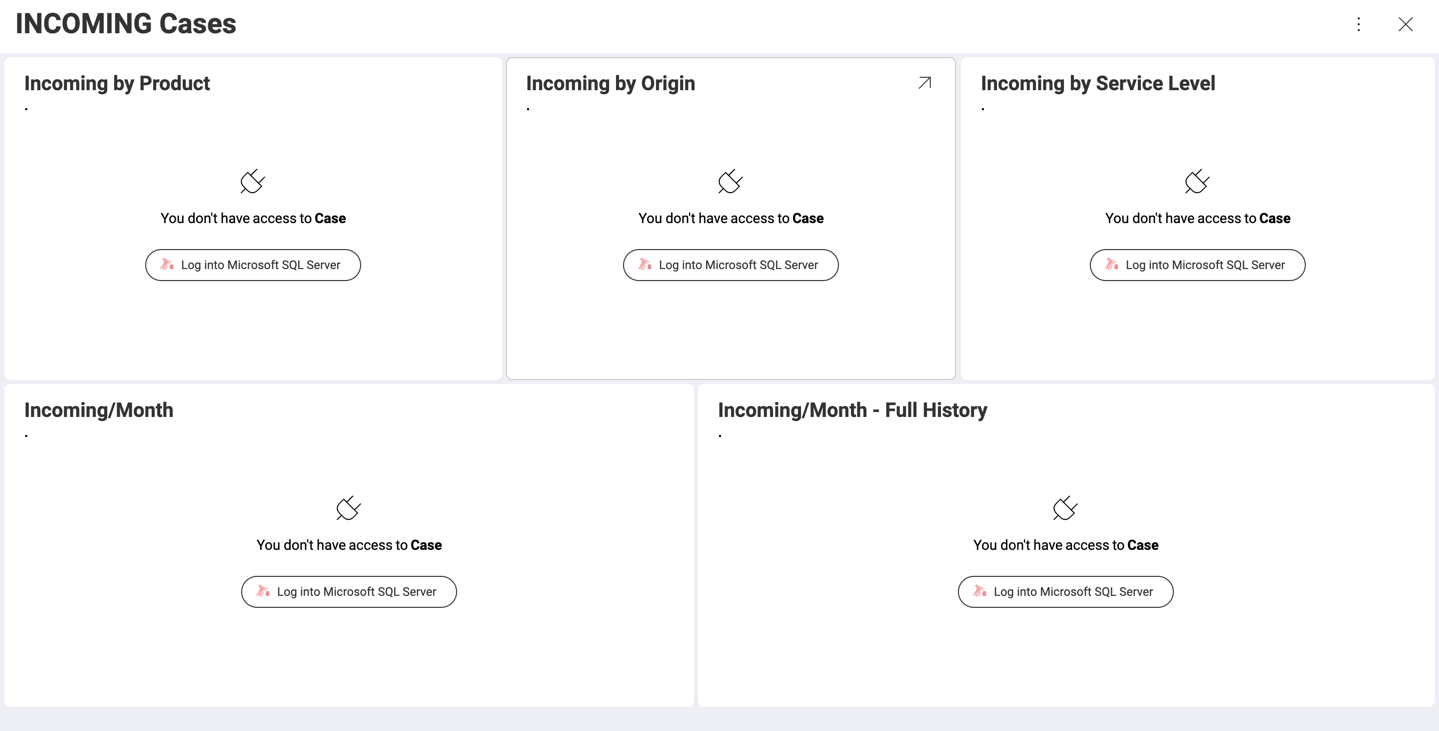 INCOMING Cases
Incoming by Product
.
You don't have access to Case
Log into Microsoft SQL Server
Incoming by Origin
.
You don't have access to Case
Log into Microsoft SQL Server
Incoming by Service Level
.
You don't have access to Case
Log into Microsoft SQL Server
Incoming/Month
.
You don't have access to Case
Log into Microsoft SQL Server
Incoming/Month - Full History
.
You don't have access to Case
Log into Microsoft SQL Server